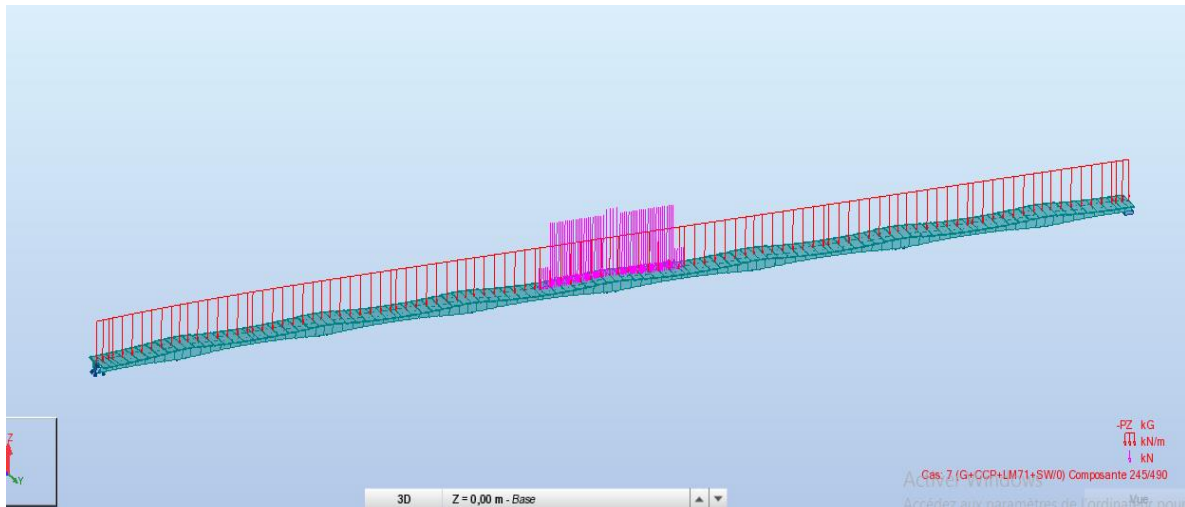 Z
Y
-PZ kG
kN/m
kN
Cas: 7 (G+CCP+LM71+SW/0) Composante 245/490
Activer Windows
Accédez aux paramètres de l'ordinateur pour
Vue
3D Z = 0,00 m - Base